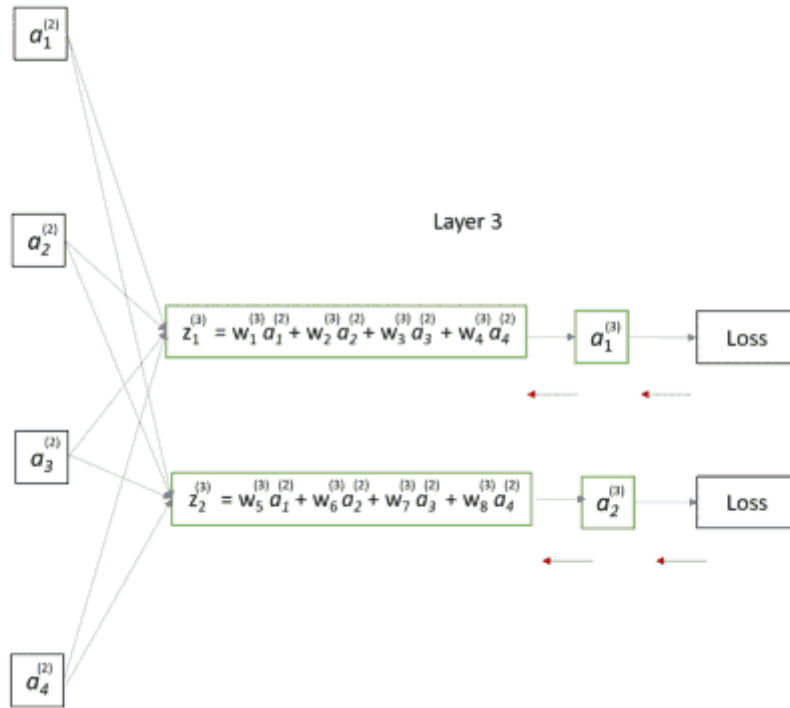 a₁⁽²⁾
a₂⁽²⁾
Layer 3
z₁⁽³⁾ = w₁⁽³⁾a₁⁽²⁾ + w₂⁽³⁾a₂⁽²⁾ + w₃⁽³⁾a₃⁽²⁾ + w₄⁽³⁾a₄⁽²⁾
a₁⁽³⁾
Loss
a₃⁽²⁾
z₂⁽³⁾ = w₅⁽³⁾a₁⁽²⁾ + w₆⁽³⁾a₂⁽²⁾ + w₇⁽³⁾a₃⁽²⁾ + w₈⁽³⁾a₄⁽²⁾
a₂⁽³⁾
Loss
a₄⁽²⁾